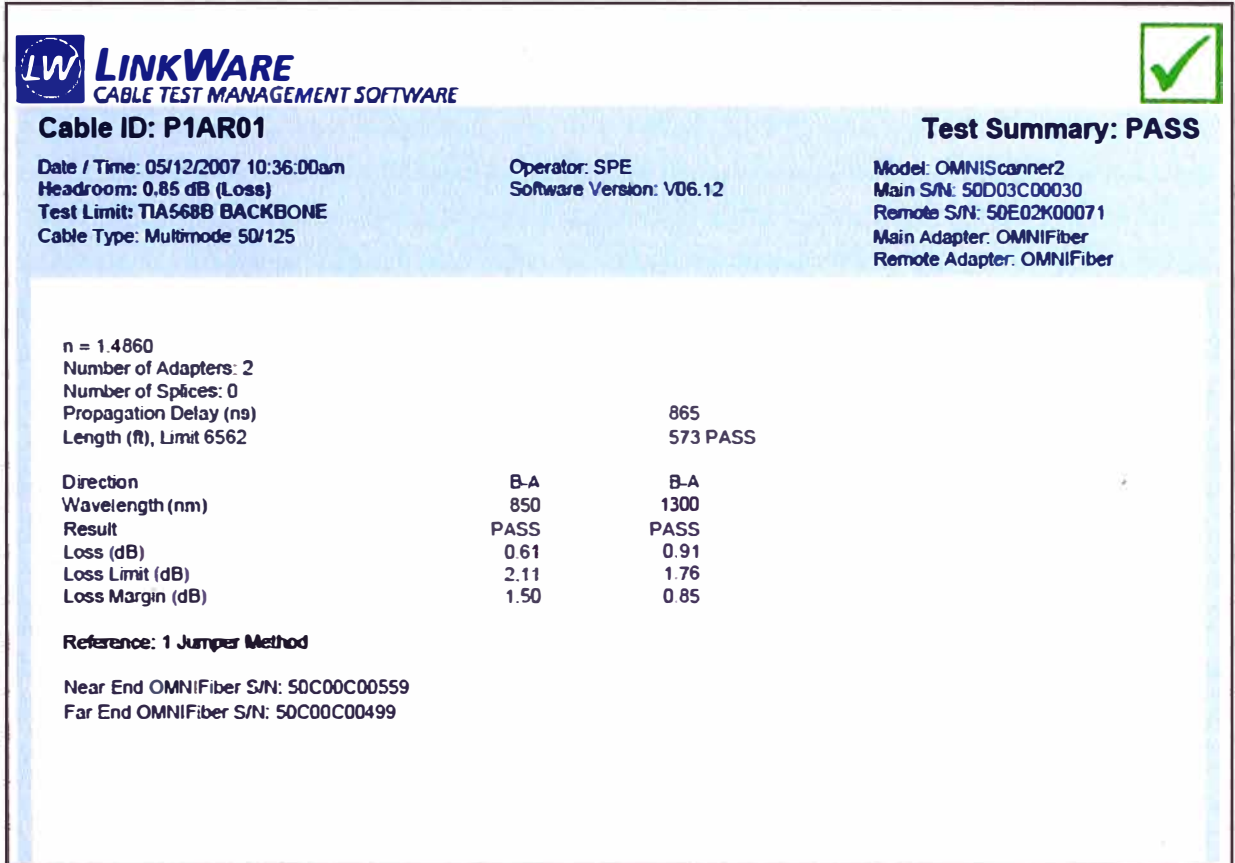 LW LINKWARE
CABLE TEST MANAGEMENT SOFTWARE
Cable ID: P1AR01
Test Summary: PASS
Date / Time: 05/12/2007 10:36:00am
Headroom: 0.85 dB (Loss)
Test Limit: TIA568B BACKBONE
Cable Type: Multimode 50/125
Operator: SPE
Software Version: V06.12
Model: OMNIScanner2
Main S/N: 50D03C00030
Remote S/N: 50E02K00071
Main Adapter: OMNIFiber
Remote Adapter: OMNIFiber
n = 1.4860
Number of Adapters: 2
Number of Splices: 0
Propagation Delay (ns) 865
Length (ft), Limit 6562 573 PASS
Direction B-A B-A
Wavelength (nm) 850 1300
Result PASS PASS
Loss (dB) 0.61 0.91
Loss Limit (dB) 2.11 1.76
Loss Margin (dB) 1.50 0.85
Reference: 1 Jumper Method
Near End OMNIFiber S/N: 50C00C00559
Far End OMNIFiber S/N: 50C00C00499